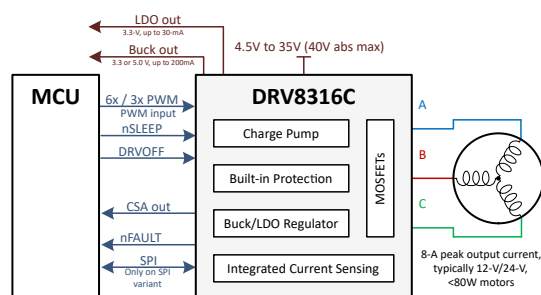 LDO out
3.3-V, up to 30-mA
Buck out
3.3 or 5.0 V, up to 200mA
4.5V to 35V (40V abs max)
MCU
DRV8316C
6x / 3x PWM
PWM input
nSLEEP
DRVOFF
CSA out
nFAULT
SPI
Only on SPI
variant
Charge Pump
Built-in Protection
Buck/LDO Regulator
Integrated Current Sensing
MOSFETs
A
B
C
8-A peak output current,
typically 12-V/24-V,
<80W motors